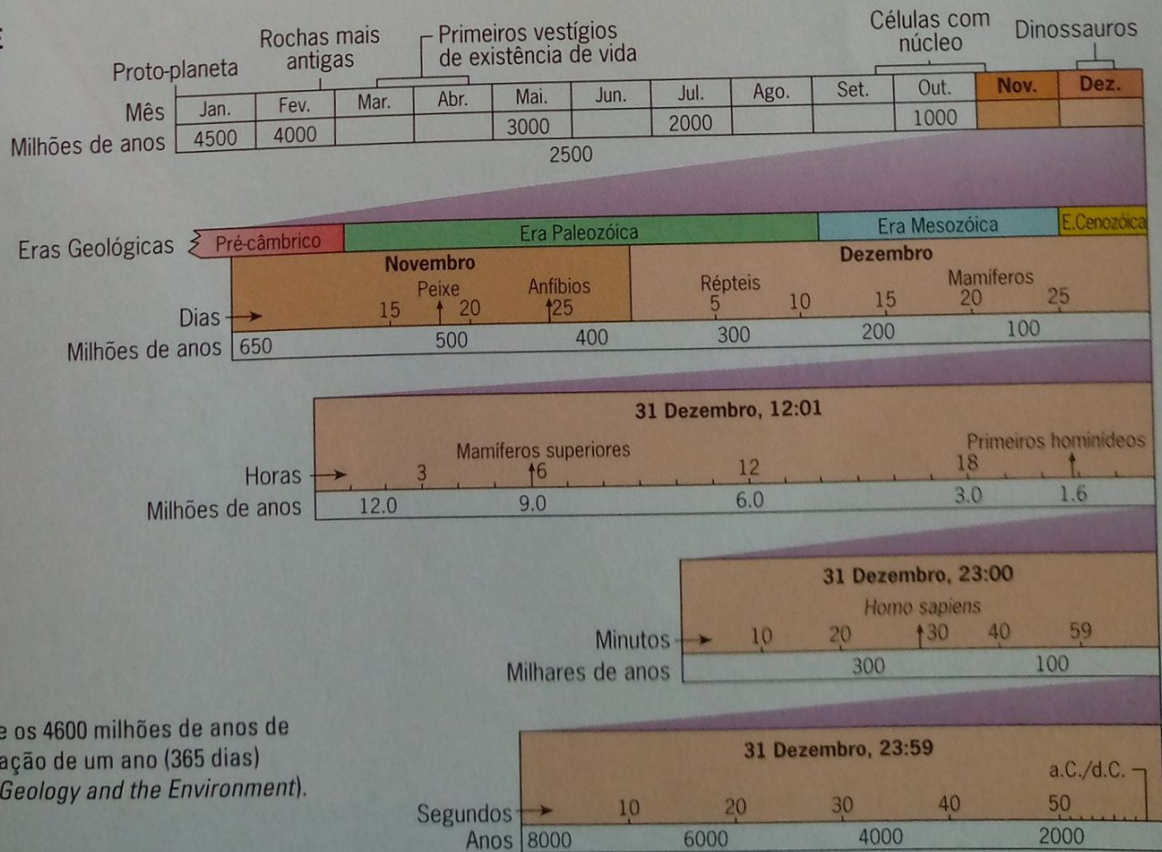 Rochas mais
antigas
Primeiros vestígios
de existência de vida
Células com
núcleo
Dinossauros
Proto-planeta
Mês Jan. Fev. Mar. Abr. Mai. Jun. Jul. Ago. Set. Out. Nov. Dez.
Milhões de anos 4500 4000 3000 2000 1000
2500
Eras Geológicas Pré-câmbrico Era Paleozóica Era Mesozóica E.Cenozóica
Novembro Dezembro
Peixe Anfíbios Répteis Mamíferos
Dias 15 20 25 5 10 15 20 25
Milhões de anos 650 500 400 300 200 100
31 Dezembro, 12:01
Mamíferos superiores Primeiros hominídeos
Horas 3 6 12 18
Milhões de anos 12.0 9.0 6.0 3.0 1.6
31 Dezembro, 23:00
Homo sapiens
Minutos 10 20 30 40 59
Milhares de anos 300 100
e os 4600 milhões de anos de
ação de um ano (365 dias)
Geology and the Environment).
31 Dezembro, 23:59
a.C./d.C.
Segundos 10 20 30 40 50
Anos 8000 6000 4000 2000